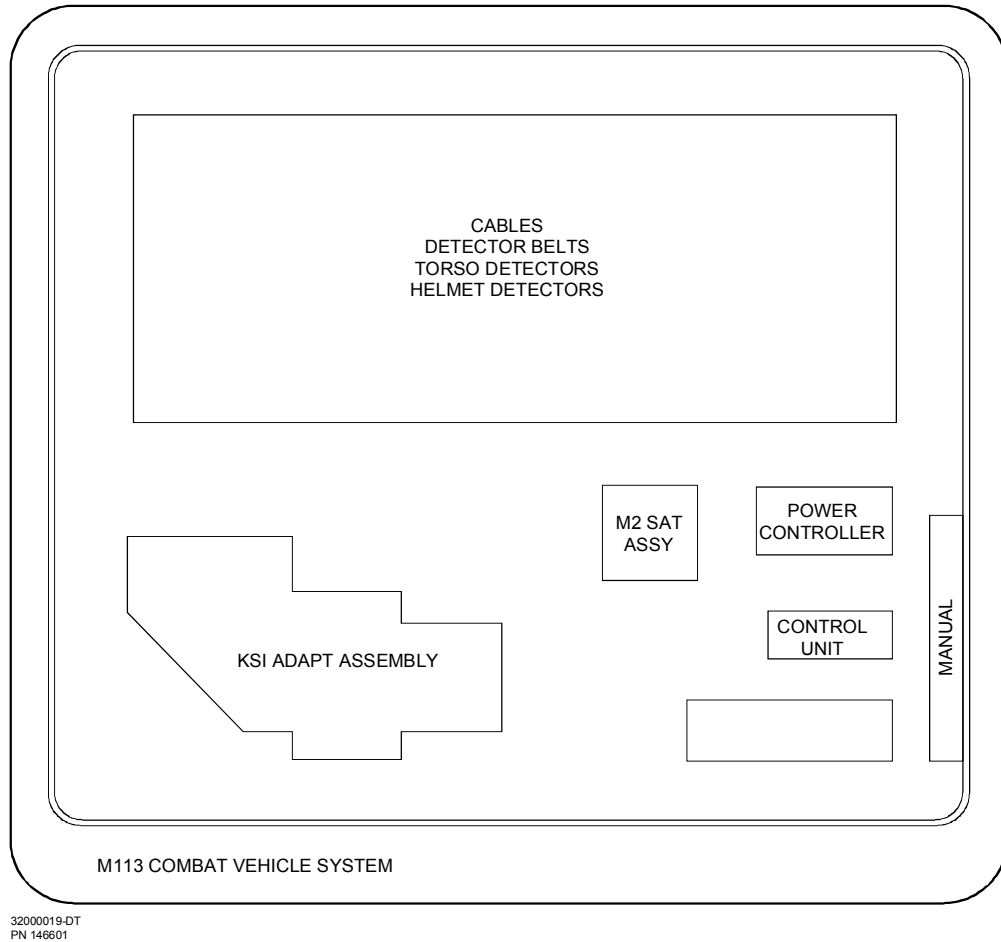 CABLES
DETECTOR BELTS
TORSO DETECTORS
HELMET DETECTORS
M2 SAT
ASSY
POWER
CONTROLLER
CONTROL
UNIT
MANUAL
KSI ADAPT ASSEMBLY
M113 COMBAT VEHICLE SYSTEM
32000019-DT
PN 146601